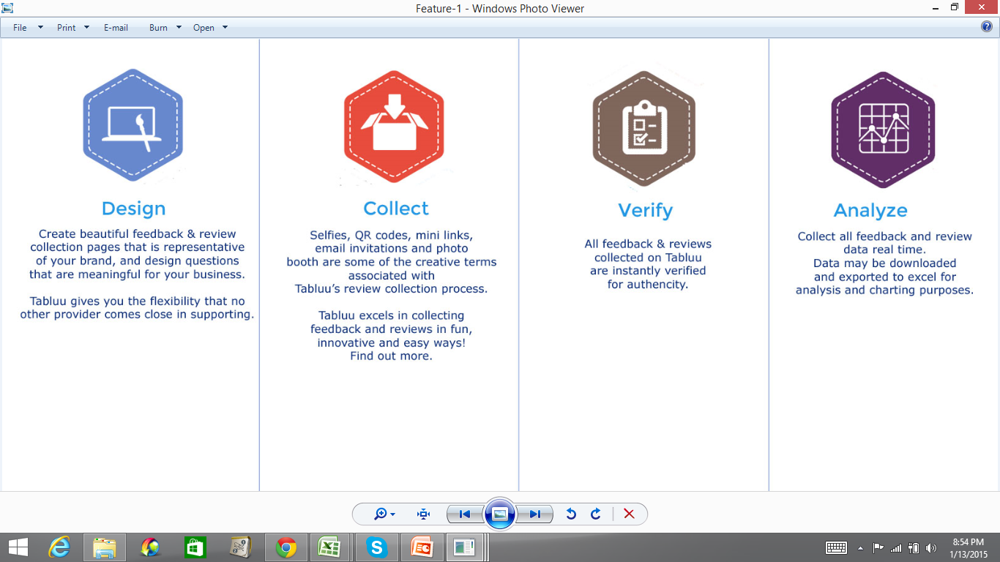 Feature-1 - Windows Photo Viewer
File Print E-mail Burn Open
Design
Create beautiful feedback & review
collection pages that is representative
of your brand, and design questions
that are meaningful for your business.
Tabluu gives you the flexibility that no
other provider comes close in supporting.
Collect
Selfies, QR codes, mini links,
email invitations and photo
booth are some of the creative terms
associated with
Tabluu's review collection process.
Tabluu excels in collecting
feedback and reviews in fun,
innovative and easy ways!
Find out more.
Verify
All feedback & reviews
collected on Tabluu
are instantly verified
for authencity.
Analyze
Collect all feedback and review
data real time.
Data may be downloaded
and exported to excel for
analysis and charting purposes.
8:54 PM
1/13/2015